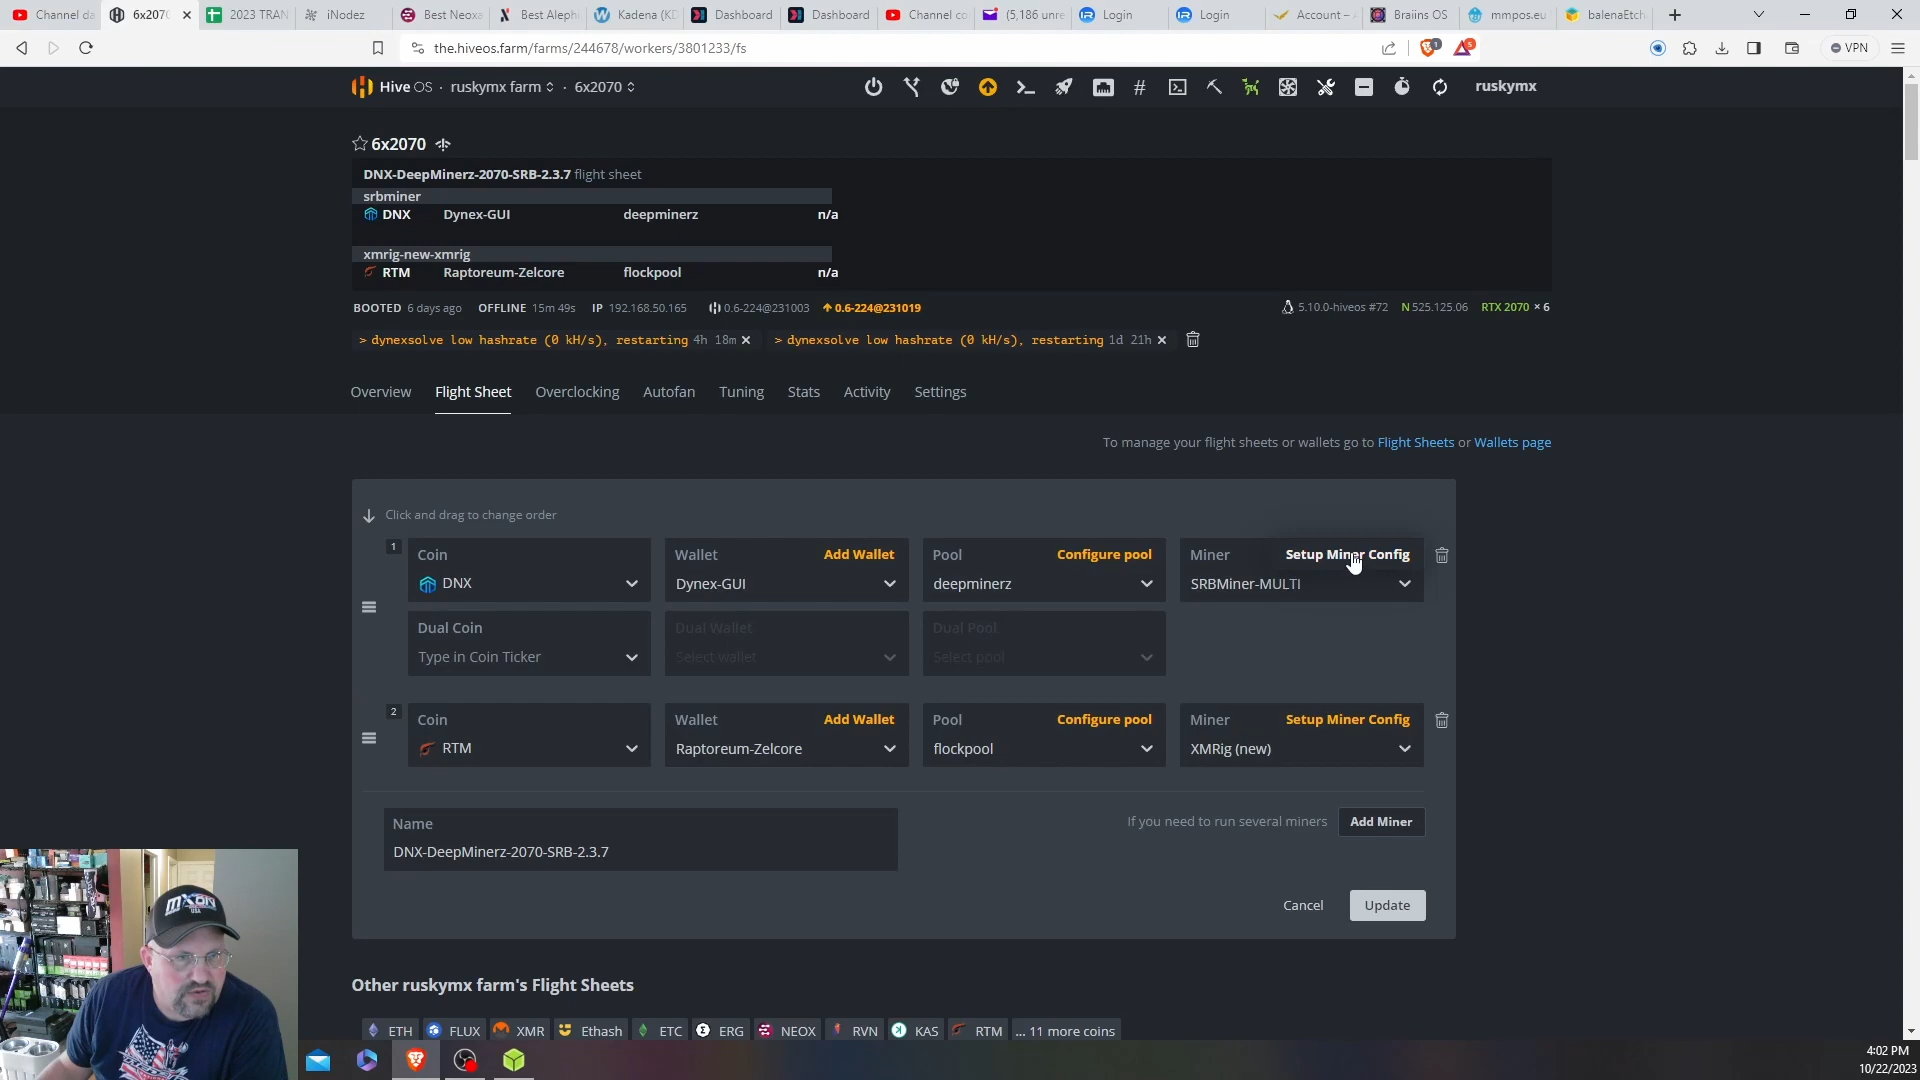 Channel da
6x2070
2023 TRAN
iNodez
Best Neoxa
Best Aleph
Kadena (KD
Dashboard
Dashboard
Channel co
(5,186 unre
Login
Login
Account –
Braiins OS
mmpos.eu
balenaEtch
the.hiveos.farm/farms/244678/workers/3801233/fs
VPN
Hive OS · ruskymx farm · 6x2070
ruskymx
6x2070
DNX-DeepMinerz-2070-SRB-2.3.7 flight sheet
srbminer
DNX Dynex-GUI deepminerz n/a
xmrig-new-xmrig
RTM Raptoreum-Zelcore flockpool n/a
BOOTED 6 days ago OFFLINE 15m 49s IP 192.168.50.165 0.6-224@231003 0.6-224@231019 5.10.0-hiveos #72 N 525.125.06 RTX 2070 × 6
> dynexsolve low hashrate (0 kH/s), restarting 4h 18m × > dynexsolve low hashrate (0 kH/s), restarting 1d 21h ×
Overview Flight Sheet Overclocking Autofan Tuning Stats Activity Settings
To manage your flight sheets or wallets go to Flight Sheets or Wallets page
Click and drag to change order
1 Coin Wallet Add Wallet Pool Configure pool Miner Setup Miner Config
DNX Dynex-GUI deepminerz SRBMiner-MULTI
Dual Coin Dual Wallet Dual Pool
Type in Coin Ticker Select wallet Select pool
2 Coin Wallet Add Wallet Pool Configure pool Miner Setup Miner Config
RTM Raptoreum-Zelcore flockpool XMRig (new)
Name
DNX-DeepMinerz-2070-SRB-2.3.7
If you need to run several miners Add Miner
Cancel Update
Other ruskymx farm's Flight Sheets
ETH FLUX XMR Ethash ETC ERG NEOX RVN KAS RTM ... 11 more coins
4:02 PM
10/22/2023